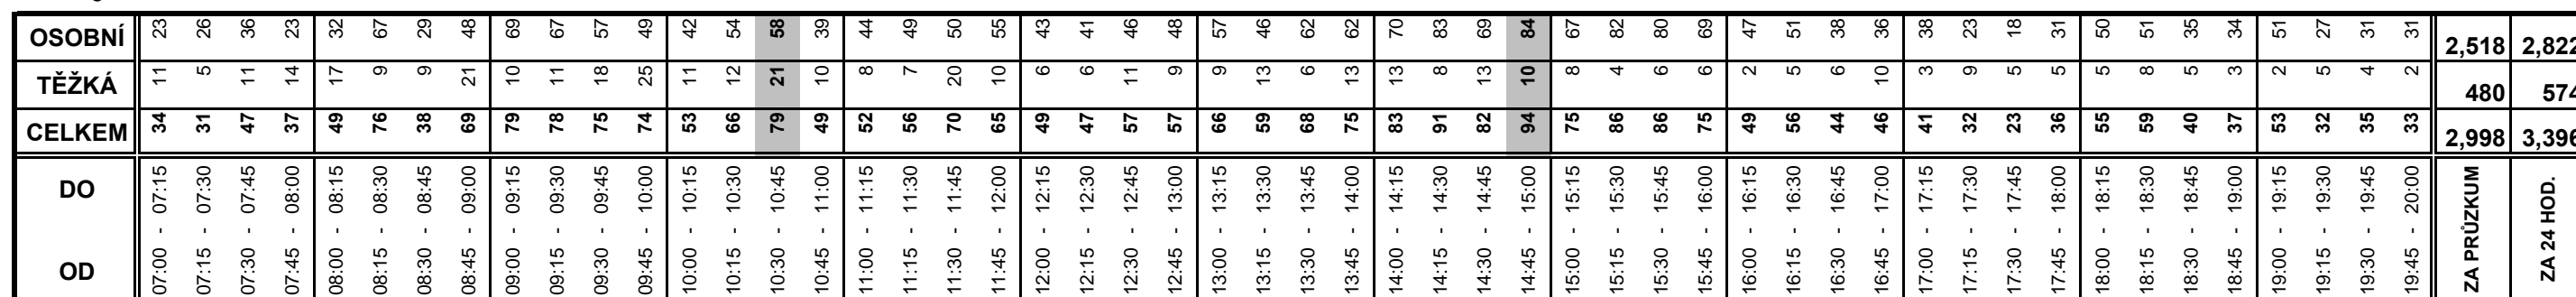 OSOBNÍ 23 26 36 23 32 67 29 48 69 67 57 49 42 54 58 39 44 49 50 55 43 41 46 48 57 46 62 62 70 83 69 84 67 82 80 69 47 51 38 36 38 23 18 31 50 51 35 34 51 27 31 31 2,518 2,822
TĚŽKÁ 11 5 11 14 17 9 9 21 10 11 18 25 11 12 21 10 8 7 20 10 6 6 11 9 9 13 6 13 13 8 13 10 8 4 6 6 2 5 6 10 3 9 5 5 5 8 5 3 2 5 4 2 480 574
CELKEM 34 31 47 37 49 76 38 69 79 78 75 74 53 66 79 49 52 56 70 65 49 47 57 57 66 59 68 75 83 91 82 94 75 86 86 75 49 56 44 46 41 32 23 36 55 59 40 37 53 32 35 33 2,998 3,396
DO
OD
07:00 - 07:15
07:15 - 07:30
07:30 - 07:45
07:45 - 08:00
08:00 - 08:15
08:15 - 08:30
08:30 - 08:45
08:45 - 09:00
09:00 - 09:15
09:15 - 09:30
09:30 - 09:45
09:45 - 10:00
10:00 - 10:15
10:15 - 10:30
10:30 - 10:45
10:45 - 11:00
11:00 - 11:15
11:15 - 11:30
11:30 - 11:45
11:45 - 12:00
12:00 - 12:15
12:15 - 12:30
12:30 - 12:45
12:45 - 13:00
13:00 - 13:15
13:15 - 13:30
13:30 - 13:45
13:45 - 14:00
14:00 - 14:15
14:15 - 14:30
14:30 - 14:45
14:45 - 15:00
15:00 - 15:15
15:15 - 15:30
15:30 - 15:45
15:45 - 16:00
16:00 - 16:15
16:15 - 16:30
16:30 - 16:45
16:45 - 17:00
17:00 - 17:15
17:15 - 17:30
17:30 - 17:45
17:45 - 18:00
18:00 - 18:15
18:15 - 18:30
18:30 - 18:45
18:45 - 19:00
19:00 - 19:15
19:15 - 19:30
19:30 - 19:45
19:45 - 20:00
ZA PRŮZKUM
ZA 24 HOD.